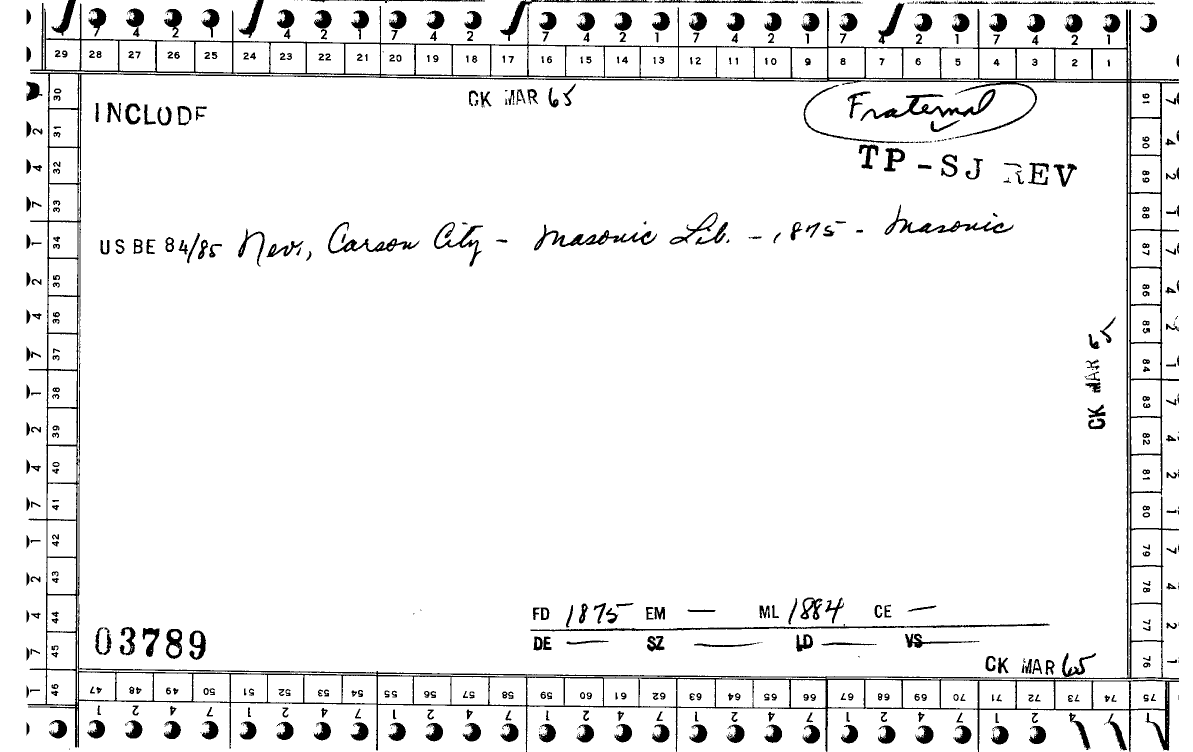 7 4 2 1 4 2 1 7 4 2 1 7 4 2 1 7 4 2 1 7 4 2 1 7 4 2 1
29 28 27 26 25 24 23 22 21 20 19 18 17 16 15 14 13 12 11 10 9 8 7 6 5 4 3 2 1
INCLUDE
CK MAR 65
Fraternal
TP-SJ REV
US BE 84/85 Nev., Carson City - Masonic Lib. - 1875 - Masonic
CK MAR 65
FD 1875 EM — ML 1884 CE —
DE — SZ — LD — VS —
03789
CK MAR 65
30 31 32 33 34 35 36 37 38 39 40 41 42 43 44 45 46
91 90 89 88 87 86 85 84 83 82 81 80 79 78 77 76
47 48 49 50 51 52 53 54 55 56 57 58 59 60 61 62 63 64 65 66 67 68 69 70 71 72 73 74 75
1 2 4 7 1 2 4 7 1 2 4 7 1 2 4 7 1 2 4 7 1 2 4 7 1 2 4 7 1